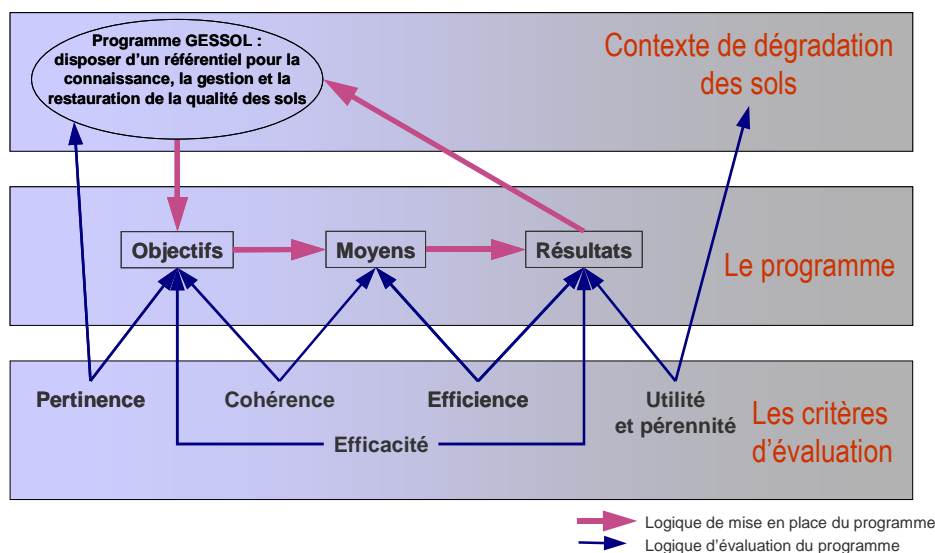 Programme GESSOL :
disposer d'un référentiel pour la
connaissance, la gestion et la
restauration de la qualité des sols
Contexte de dégradation
des sols
Objectifs
Moyens
Résultats
Le programme
Pertinence
Cohérence
Efficience
Utilité
et pérennité
Efficacité
Les critères
d'évaluation
Logique de mise en place du programme
Logique d'évaluation du programme